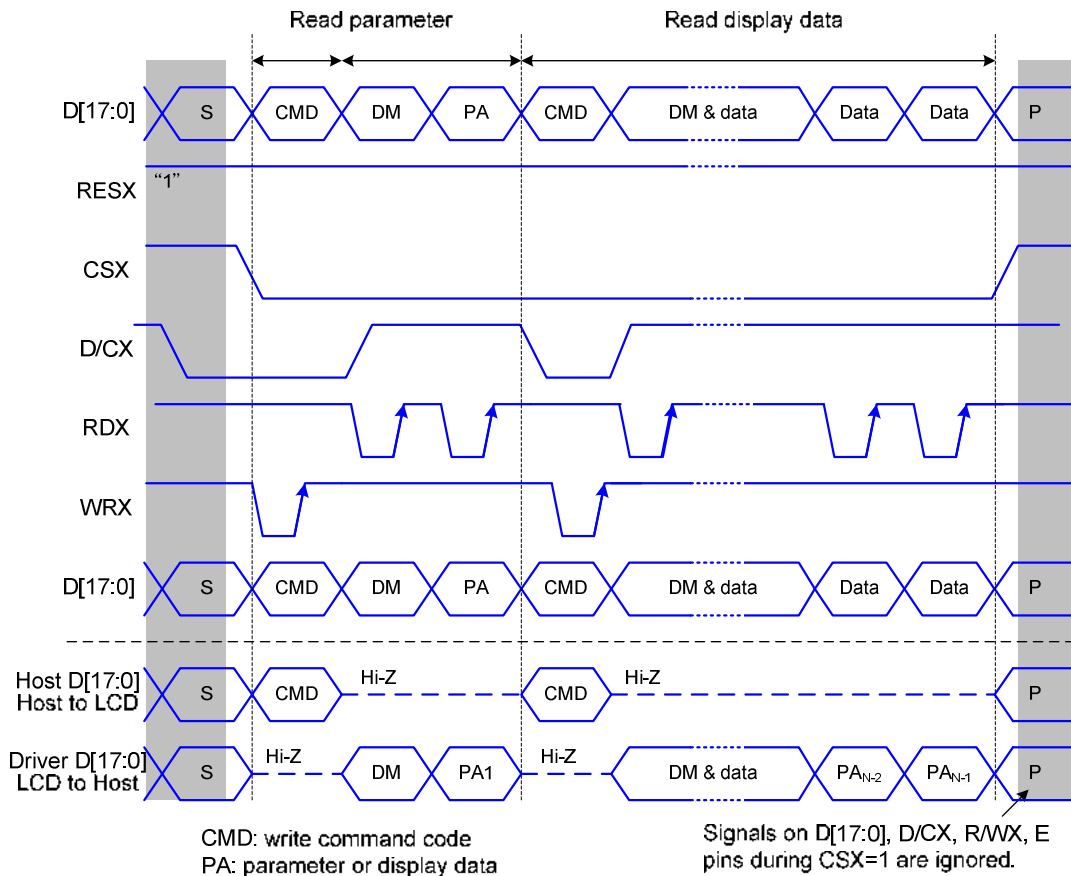 Read parameter
Read display data
D[17:0]
S
CMD
DM
PA
CMD
DM & data
Data
Data
P
RESX
“1”
CSX
D/CX
RDX
WRX
D[17:0]
S
CMD
DM
PA
CMD
DM & data
Data
Data
P
Host D[17:0]
Host to LCD
S
CMD
Hi-Z
CMD
Hi-Z
P
Driver D[17:0]
LCD to Host
S
Hi-Z
DM
PA1
Hi-Z
DM & data
PAN-2
PAN-1
P
CMD: write command code
PA: parameter or display data
Signals on D[17:0], D/CX, R/WX, E
pins during CSX=1 are ignored.